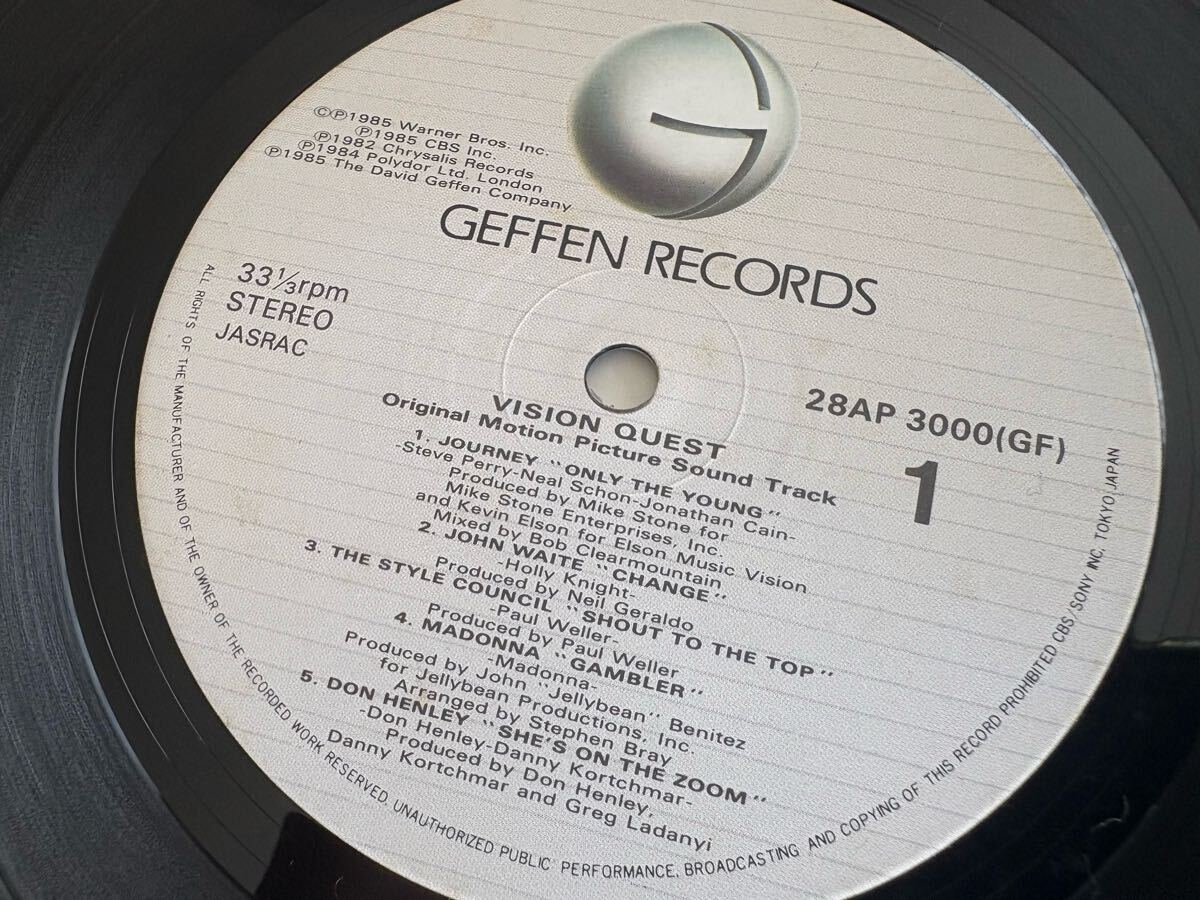 ©℗1985 Warner Bros. Inc.
℗1985 CBS Inc.
℗1982 Chrysalis Records
℗1984 Polydor Ltd. London
℗1985 The David Geffen Company
GEFFEN RECORDS
33⅓rpm
STEREO
JASRAC
28AP 3000(GF)
1
VISION QUEST
Original Motion Picture Sound Track
1. JOURNEY "ONLY THE YOUNG"
-Steve Perry-Neal Schon-Jonathan Cain-
Produced by Mike Stone for
Mike Stone Enterprises, Inc.
and Kevin Elson for Elson Music Vision
Mixed by Bob Clearmountain
2. JOHN WAITE "CHANGE"
-Holly Knight-
Produced by Neil Geraldo
3. THE STYLE COUNCIL "SHOUT TO THE TOP"
-Paul Weller-
Produced by Paul Weller
4. MADONNA "GAMBLER"
-Madonna-
Produced by John "Jellybean" Benitez
for Jellybean Productions, Inc.
Arranged by Stephen Bray
5. DON HENLEY "SHE'S ON THE ZOOM"
-Don Henley-Danny Kortchmar-
Produced by Don Henley,
Danny Kortchmar and Greg Ladanyi
ALL RIGHTS OF THE MANUFACTURER AND OF THE OWNER OF THE RECORDED WORK RESERVED. UNAUTHORIZED PUBLIC PERFORMANCE, BROADCASTING AND COPYING OF THIS RECORD PROHIBITED CBS/SONY INC. TOKYO, JAPAN